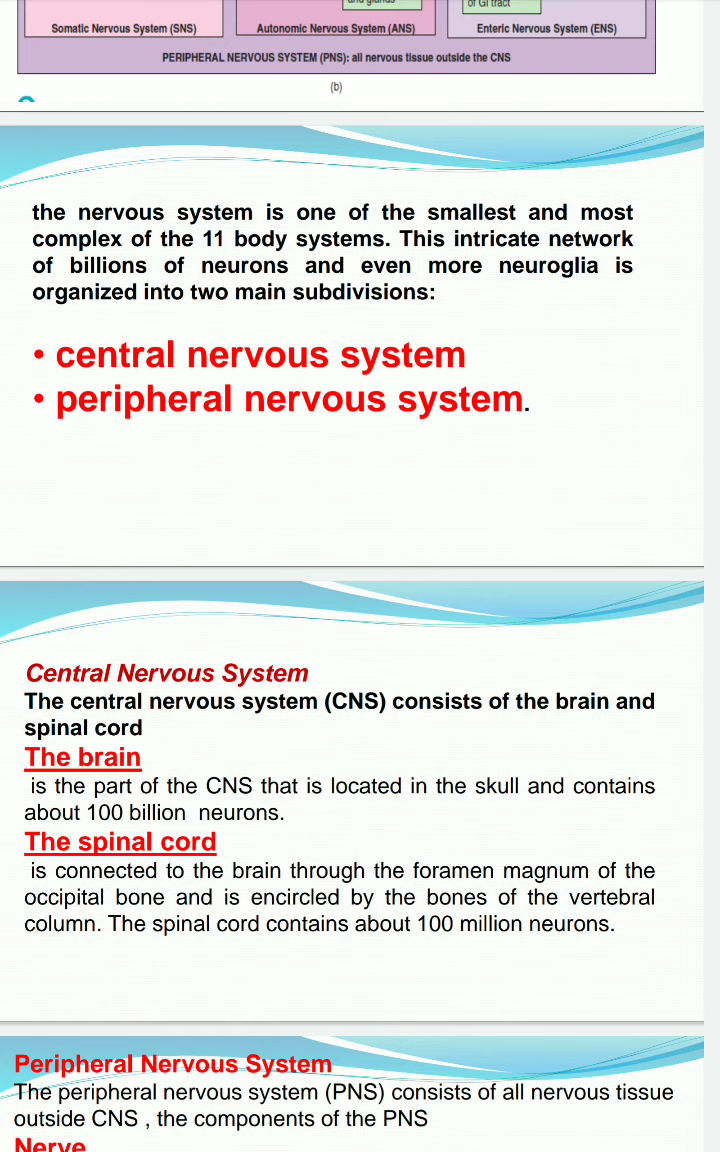 and glands
of GI tract
Somatic Nervous System (SNS)
Autonomic Nervous System (ANS)
Enteric Nervous System (ENS)
PERIPHERAL NERVOUS SYSTEM (PNS): all nervous tissue outside the CNS
(b)
the nervous system is one of the smallest and most
complex of the 11 body systems. This intricate network
of billions of neurons and even more neuroglia is
organized into two main subdivisions:
• central nervous system
• peripheral nervous system.
Central Nervous System
The central nervous system (CNS) consists of the brain and
spinal cord
The brain
is the part of the CNS that is located in the skull and contains
about 100 billion neurons.
The spinal cord
is connected to the brain through the foramen magnum of the
occipital bone and is encircled by the bones of the vertebral
column. The spinal cord contains about 100 million neurons.
Peripheral Nervous System
The peripheral nervous system (PNS) consists of all nervous tissue
outside CNS , the components of the PNS
Nerve